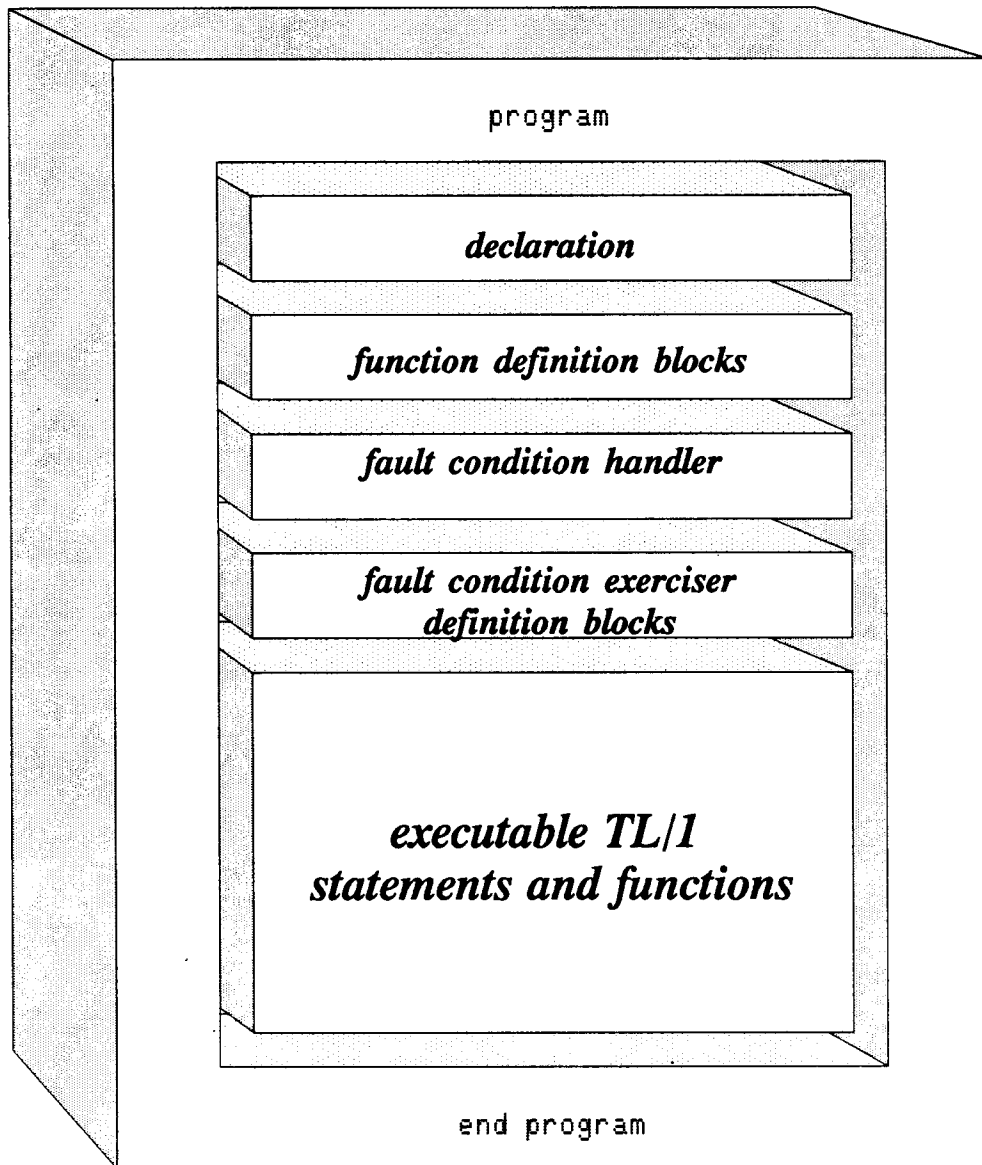 program
declaration
function definition blocks
fault condition handler
fault condition exerciser
definition blocks
executable TL/1
statements and functions
end program